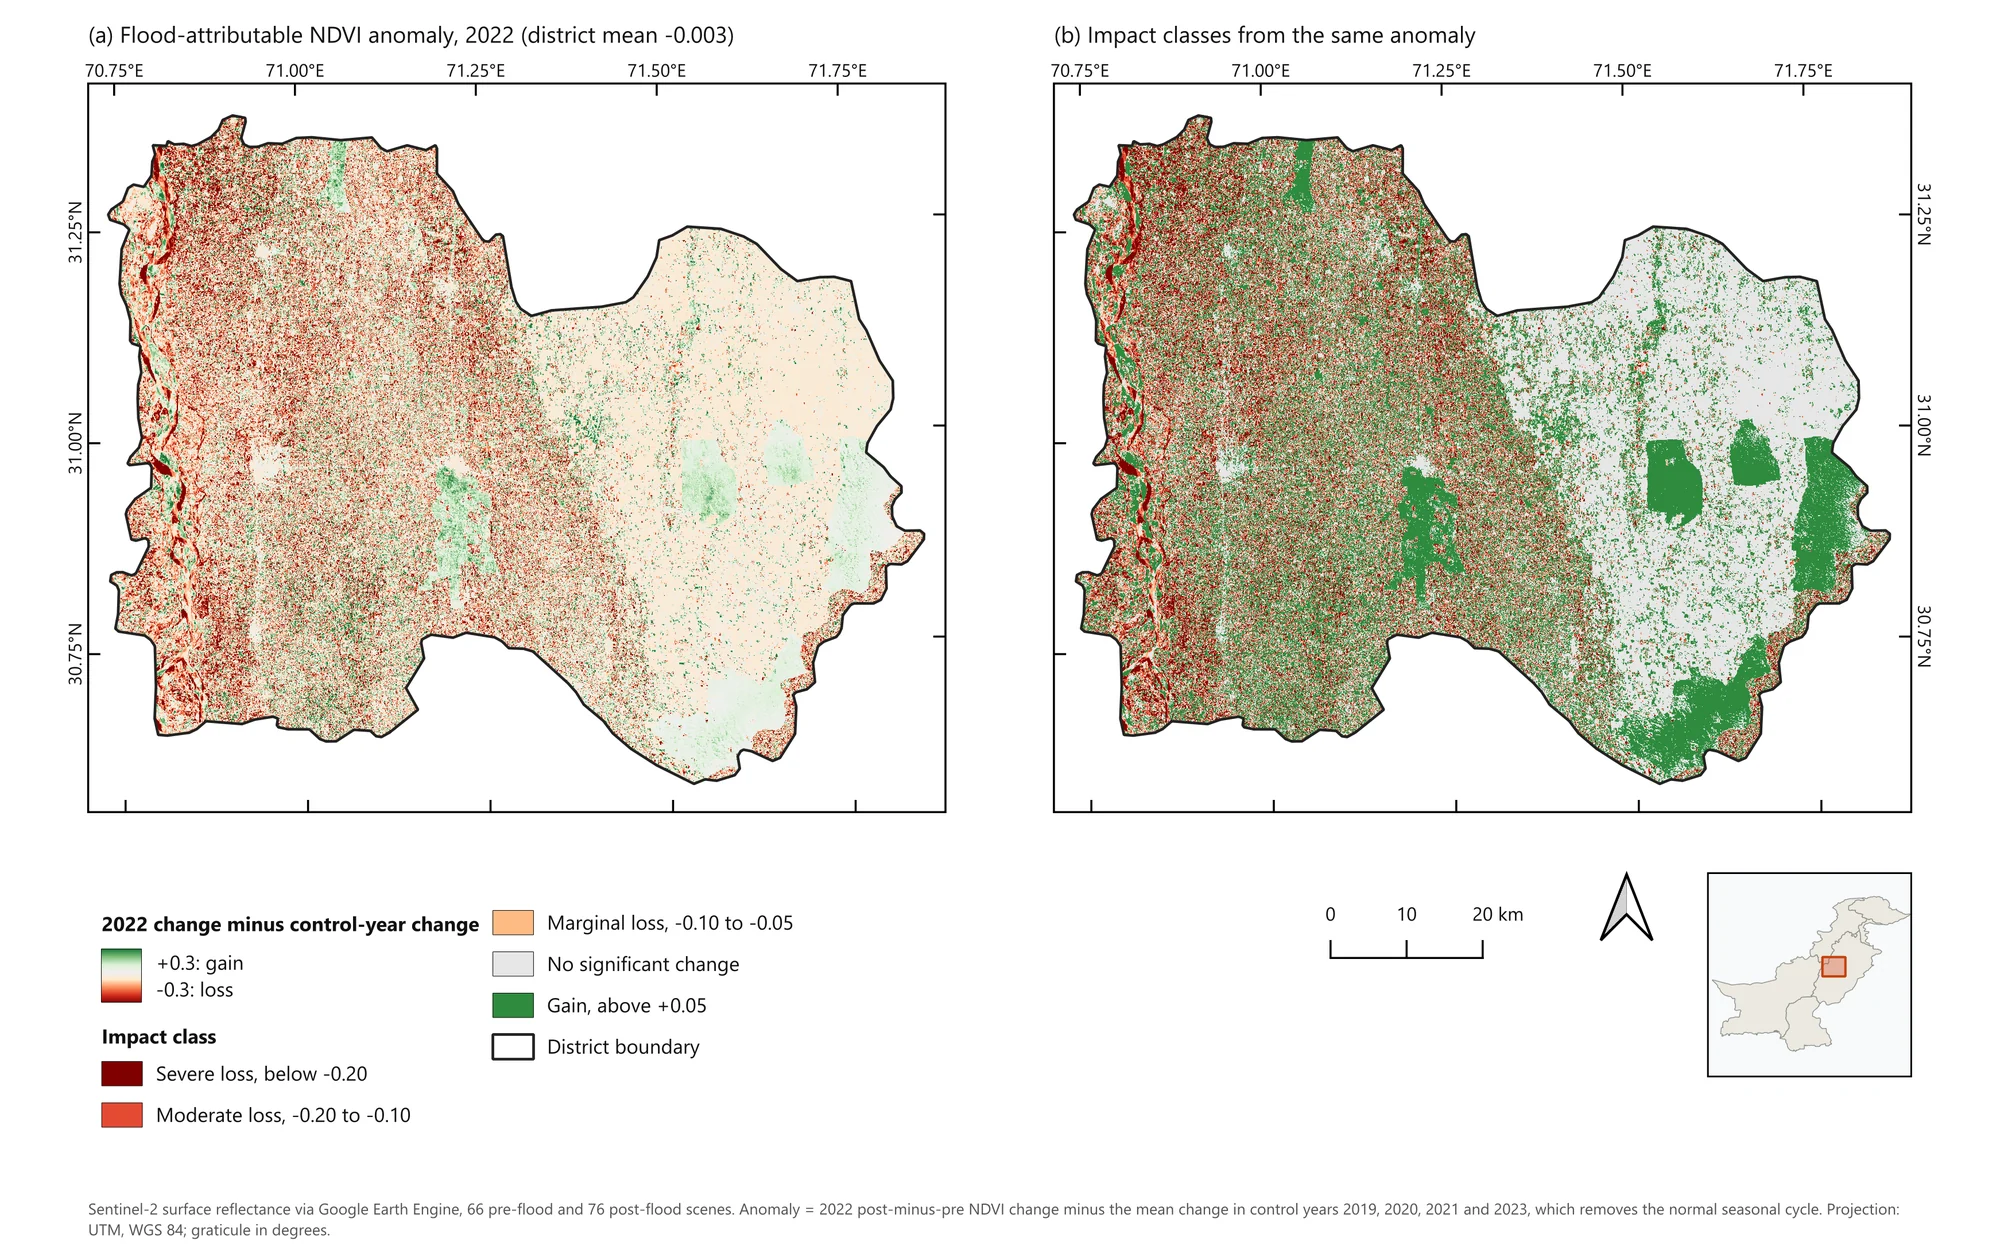 (a) Flood-attributable NDVI anomaly, 2022 (district mean -0.003)
70.75°E 71.00°E 71.25°E 71.50°E 71.75°E
31.25°N
31.00°N
30.75°N
(b) Impact classes from the same anomaly
70.75°E 71.00°E 71.25°E 71.50°E 71.75°E
31.25°N
31.00°N
30.75°N
2022 change minus control-year change
+0.3: gain
-0.3: loss
Impact class
Severe loss, below -0.20
Moderate loss, -0.20 to -0.10
Marginal loss, -0.10 to -0.05
No significant change
Gain, above +0.05
District boundary
0 10 20 km
Sentinel-2 surface reflectance via Google Earth Engine, 66 pre-flood and 76 post-flood scenes. Anomaly = 2022 post-minus-pre NDVI change minus the mean change in control years 2019, 2020, 2021 and 2023, which removes the normal seasonal cycle. Projection:
UTM, WGS 84; graticule in degrees.